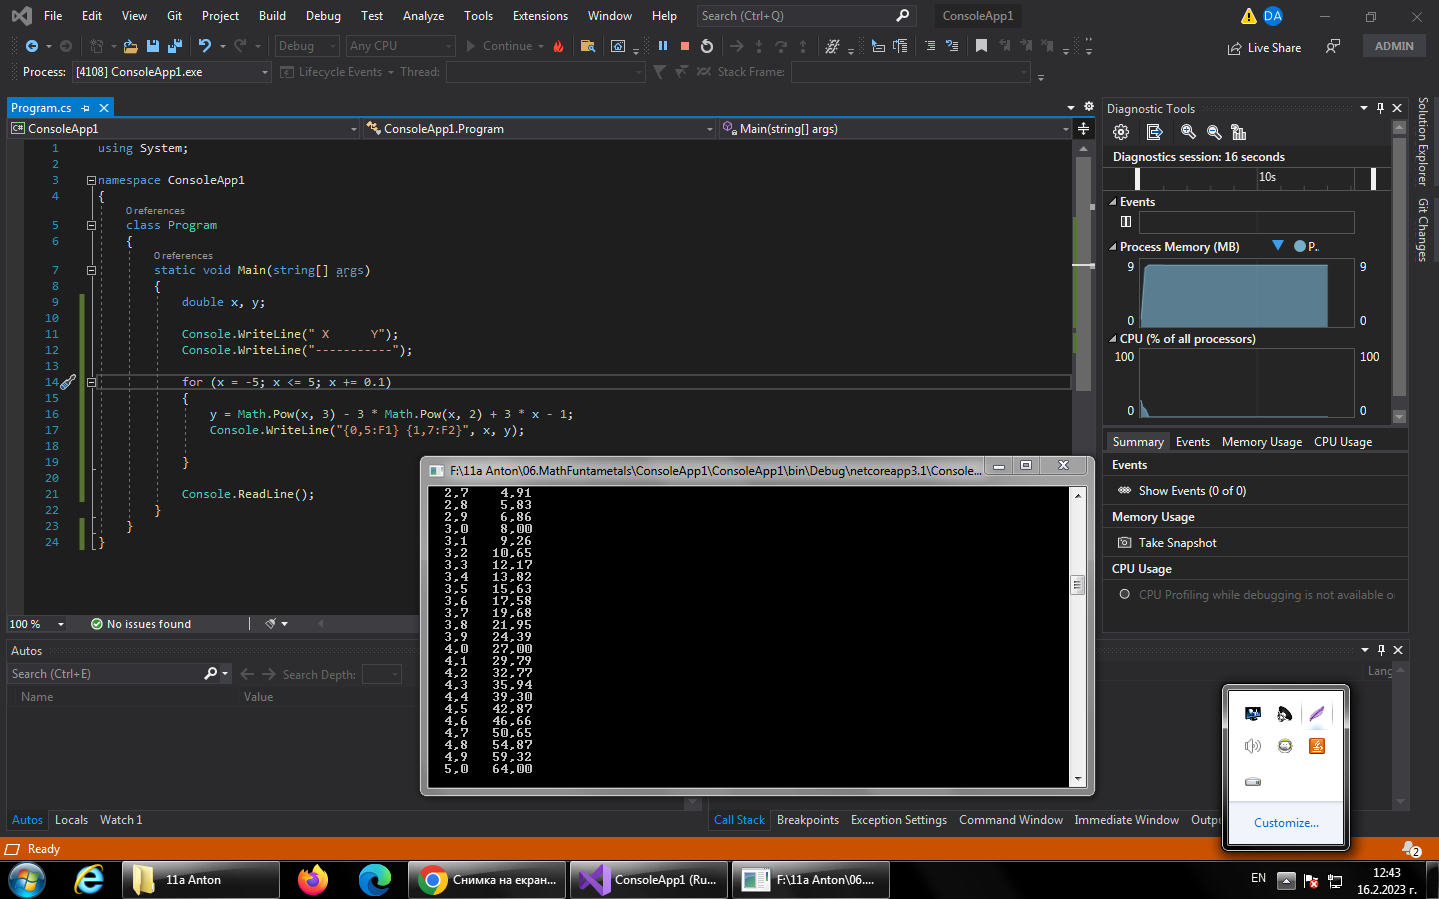 File Edit View Git Project Build Debug Test Analyze Tools Extensions Window Help Search (Ctrl+Q) ConsoleApp1 DA
Debug Any CPU Continue Live Share ADMIN
Process: [4108] ConsoleApp1.exe Lifecycle Events Thread: Stack Frame:
Program.cs
C# ConsoleApp1 ConsoleApp1.Program Main(string[] args)
1 using System;
2
3 namespace ConsoleApp1
4 {
0 references
5 class Program
6 {
0 references
7 static void Main(string[] args)
8 {
9 double x, y;
10
11 Console.WriteLine(" X      Y");
12 Console.WriteLine("-----------");
13
14 for (x = -5; x <= 5; x += 0.1)
15 {
16 y = Math.Pow(x, 3) - 3 * Math.Pow(x, 2) + 3 * x - 1;
17 Console.WriteLine("{0,5:F1} {1,7:F2}", x, y);
18
19 }
20
21 Console.ReadLine();
22 }
23 }
24 }
100 % No issues found
F:\11a Anton\06.MathFuntametals\ConsoleApp1\ConsoleApp1\bin\Debug\netcoreapp3.1\Console...
2,7 4,91
2,8 5,83
2,9 6,86
3,0 8,00
3,1 9,26
3,2 10,65
3,3 12,17
3,4 13,82
3,5 15,63
3,6 17,58
3,7 19,68
3,8 21,95
3,9 24,39
4,0 27,00
4,1 29,79
4,2 32,77
4,3 35,94
4,4 39,30
4,5 42,87
4,6 46,66
4,7 50,65
4,8 54,87
4,9 59,32
5,0 64,00
Diagnostic Tools
Diagnostics session: 16 seconds
10s
Events
Process Memory (MB) P..
9 9
0 0
CPU (% of all processors)
100 100
0 0
Summary Events Memory Usage CPU Usage
Events
Show Events (0 of 0)
Memory Usage
Take Snapshot
CPU Usage
CPU Profiling while debugging is not available o
Solution Explorer
Git Changes
Autos
Search (Ctrl+E) Search Depth:
Name Value
Lang
Autos Locals Watch 1
Call Stack Breakpoints Exception Settings Command Window Immediate Window Outpu
Customize...
Ready 2
11a Anton Снимка на екран... ConsoleApp1 (Ru... F:\11a Anton\06....
EN 12:43
16.2.2023 г.